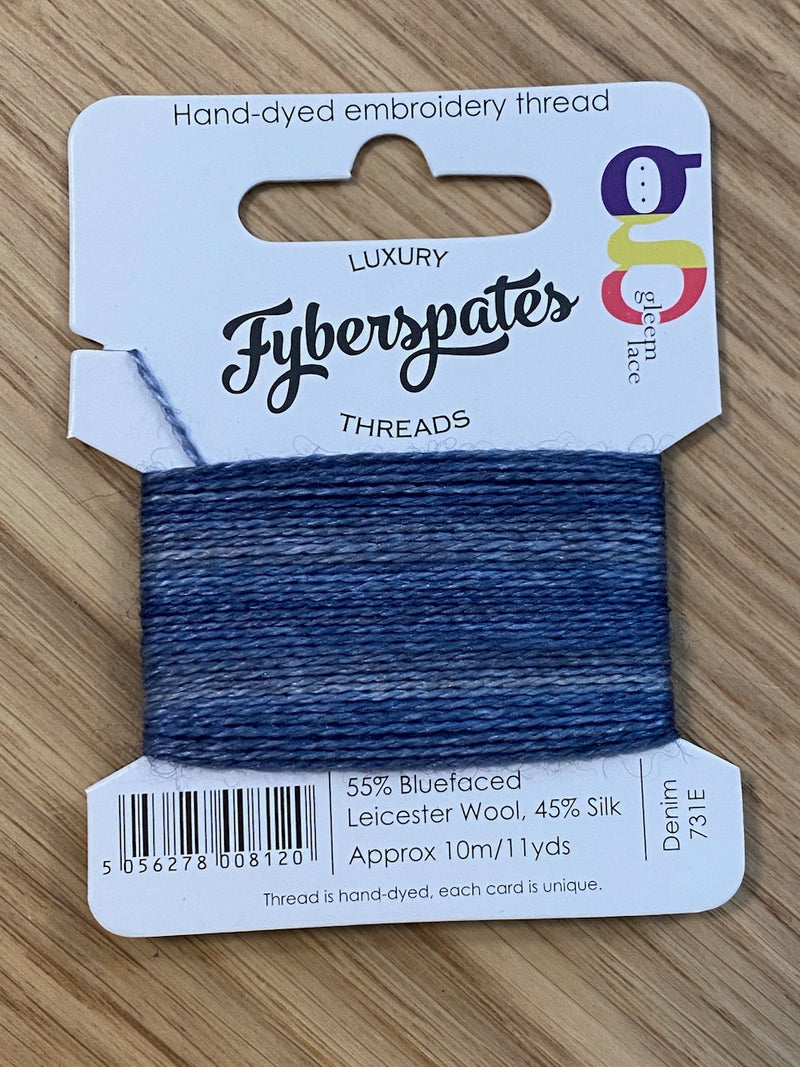 Hand-dyed embroidery thread
g
gleem
lace
LUXURY
Fyberspates
THREADS
55% Bluefaced
Leicester Wool, 45% Silk
Approx 10m/11yds
Denim
731E
5 056278 008120
Thread is hand-dyed, each card is unique.